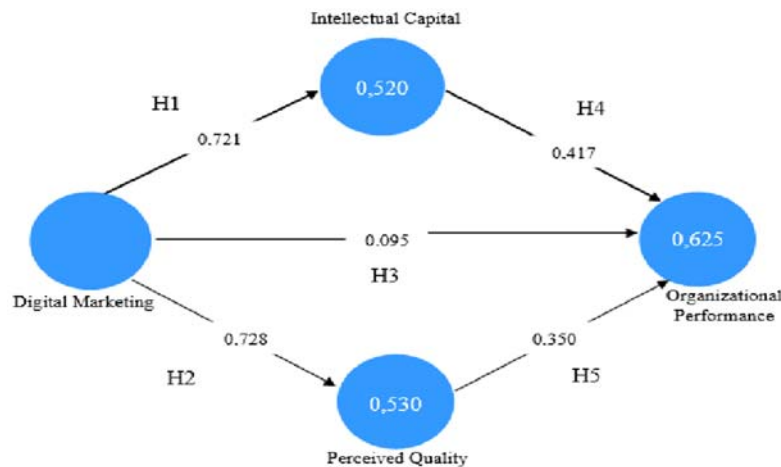 Intellectual Capital
0,520
H1
H4
0.721
0.417
0.095
0,625
H3
Digital Marketing
Organizational
Performance
0.728
0.350
H2
H5
0,530
Perceived Quality